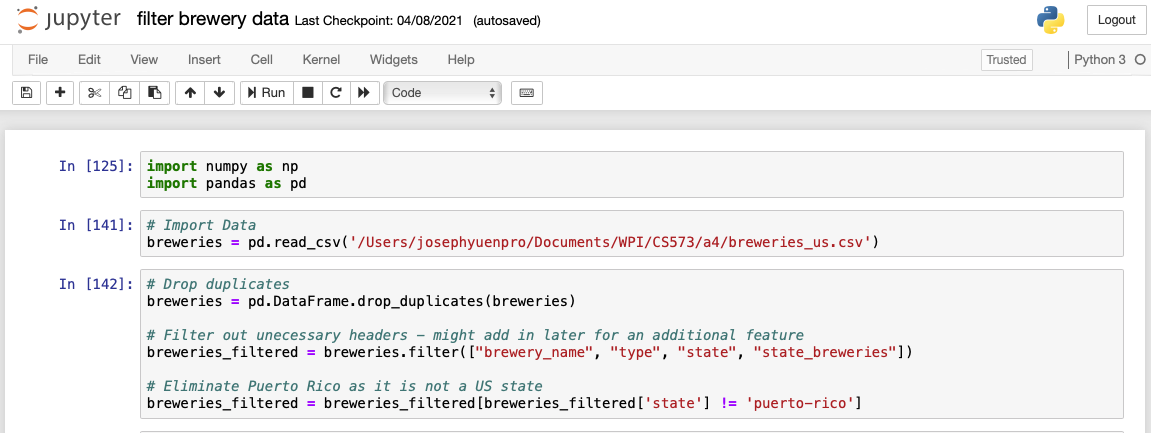 jupyter filter brewery data Last Checkpoint: 04/08/2021 (autosaved) Logout
File Edit View Insert Cell Kernel Widgets Help Trusted Python 3
Run Code
In [125]: import numpy as np
import pandas as pd
In [141]: # Import Data
breweries = pd.read_csv('/Users/josephyuenpro/Documents/WPI/CS573/a4/breweries_us.csv')
In [142]: # Drop duplicates
breweries = pd.DataFrame.drop_duplicates(breweries)
# Filter out unecessary headers – might add in later for an additional feature
breweries_filtered = breweries.filter(["brewery_name", "type", "state", "state_breweries"])
# Eliminate Puerto Rico as it is not a US state
breweries_filtered = breweries_filtered[breweries_filtered['state'] != 'puerto-rico']